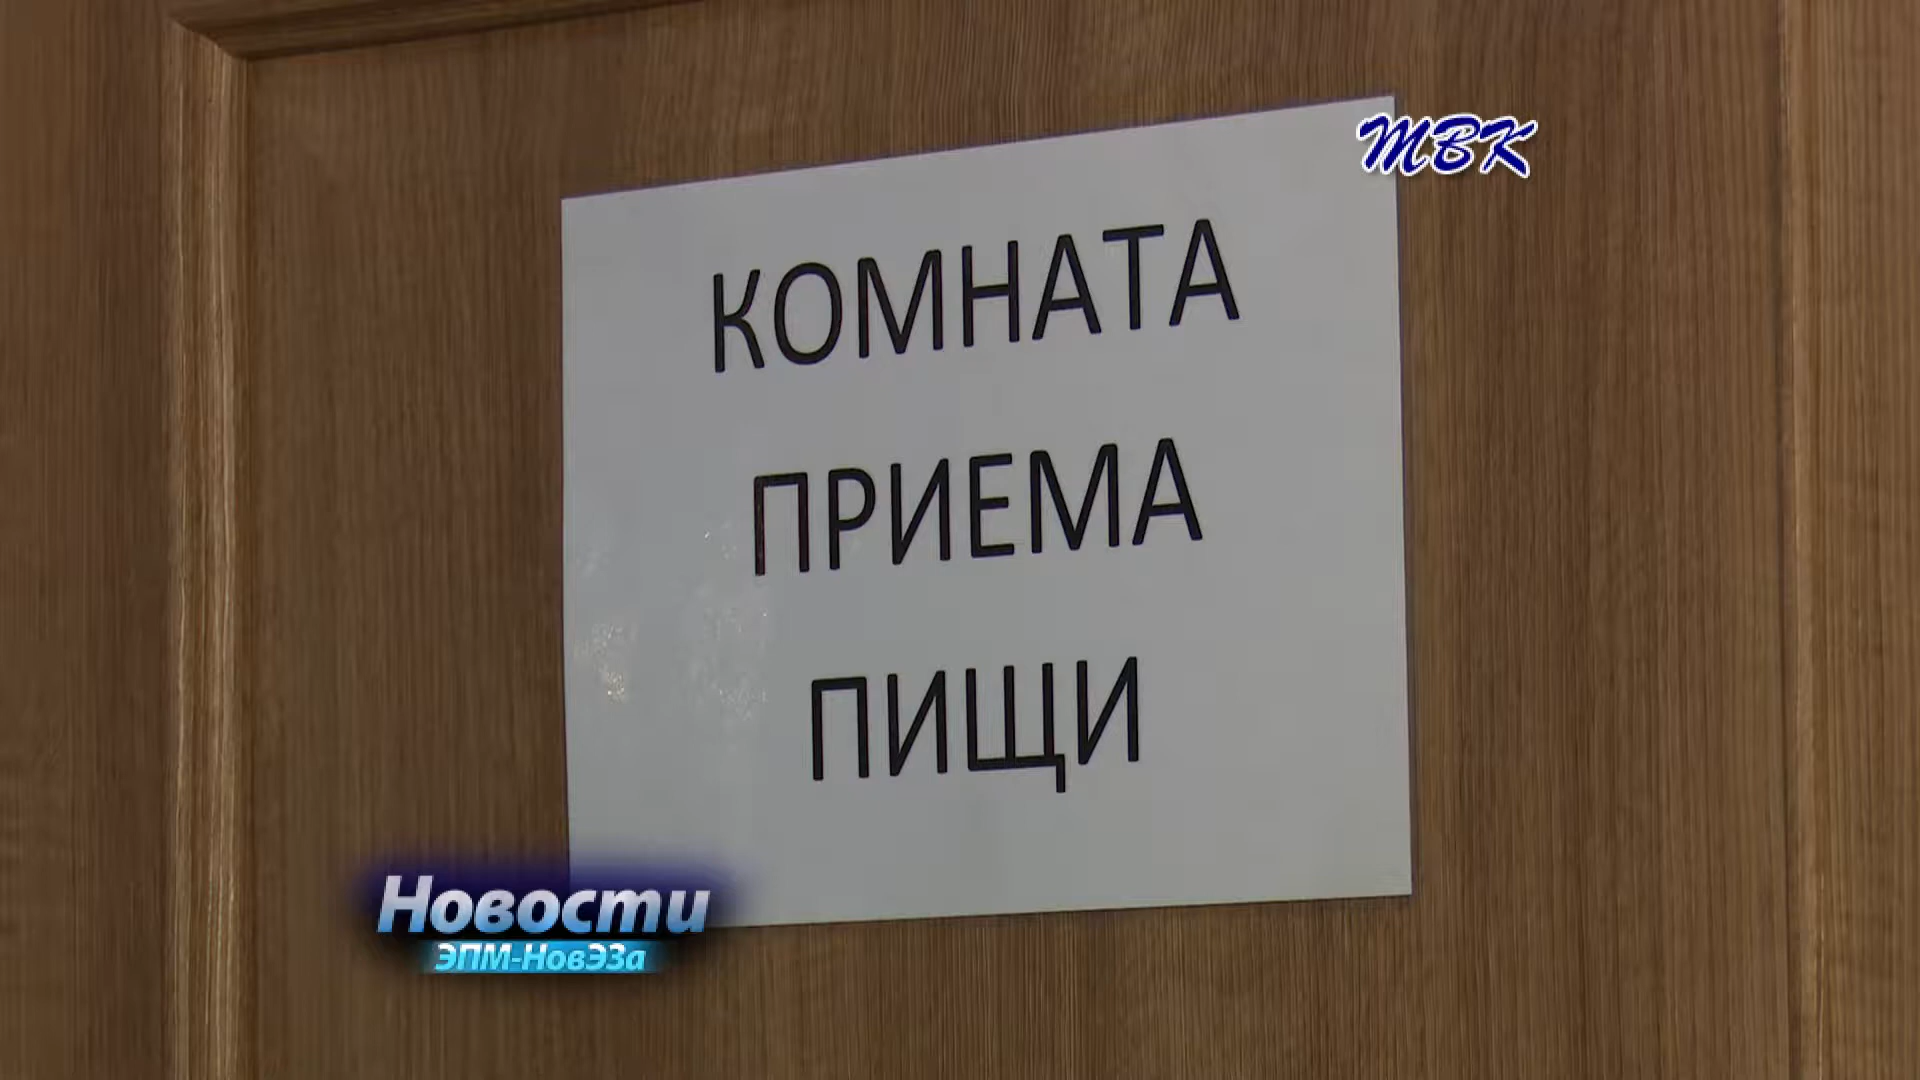 ТВК
КОМНАТА
ПРИЕМА
ПИЩИ
Новости
ЭПМ-НовЭЗа